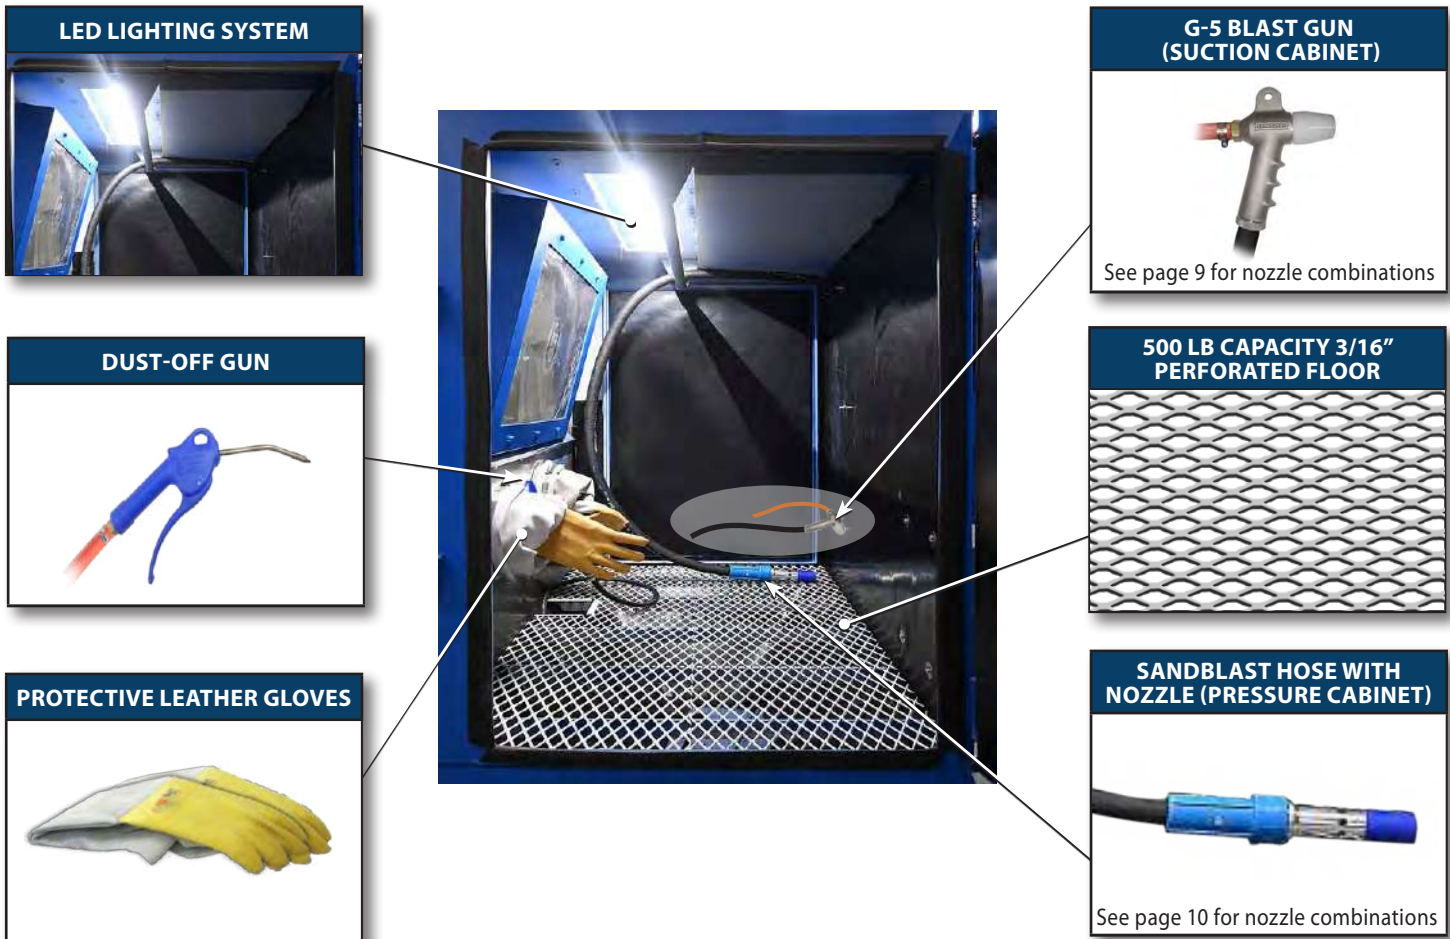 LED LIGHTING SYSTEM
DUST-OFF GUN
PROTECTIVE LEATHER GLOVES
G-5 BLAST GUN
(SUCTION CABINET)
See page 9 for nozzle combinations
500 LB CAPACITY 3/16”
PERFORATED FLOOR
SANDBLAST HOSE WITH
NOZZLE (PRESSURE CABINET)
See page 10 for nozzle combinations